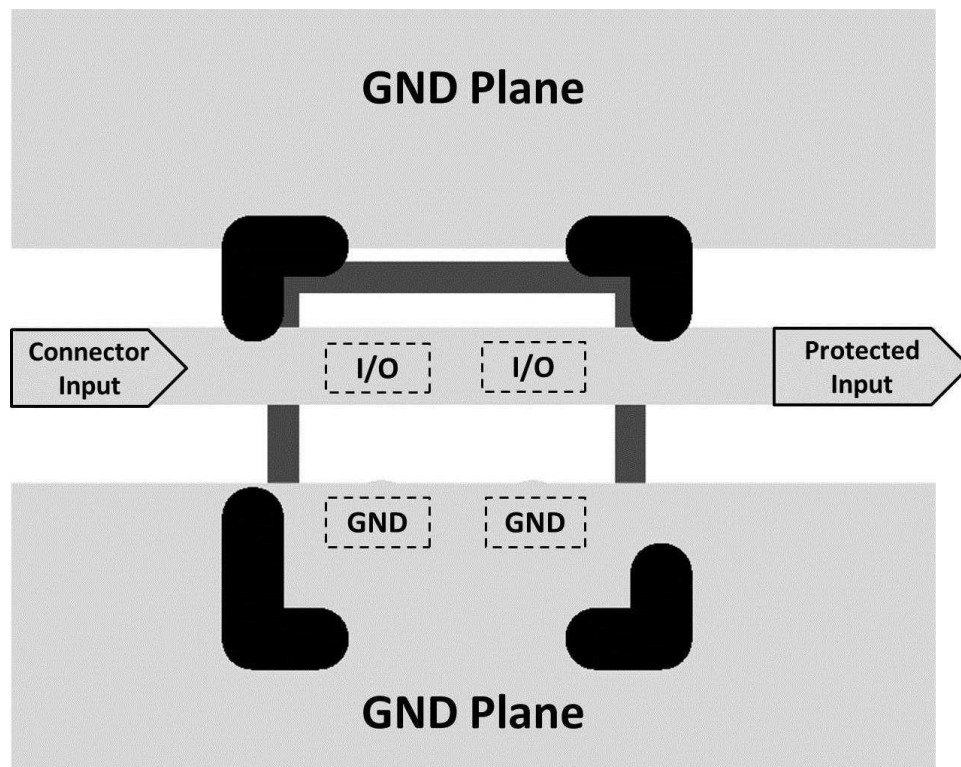 GND Plane
Connector
Input
I/O
I/O
Protected
Input
GND
GND
GND Plane